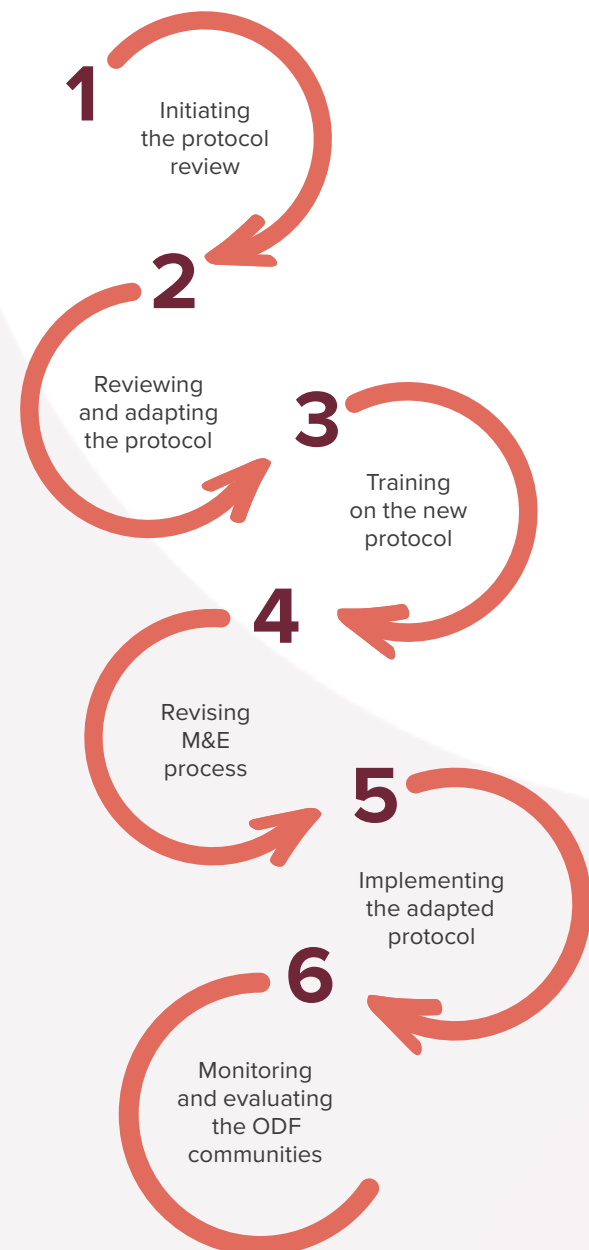 1
Initiating
the protocol
review
2
Reviewing
and adapting
the protocol
3
Training
on the new
protocol
4
Revising
M&E
process
5
Implementing
the adapted
protocol
6
Monitoring
and evaluating
the ODF
communities